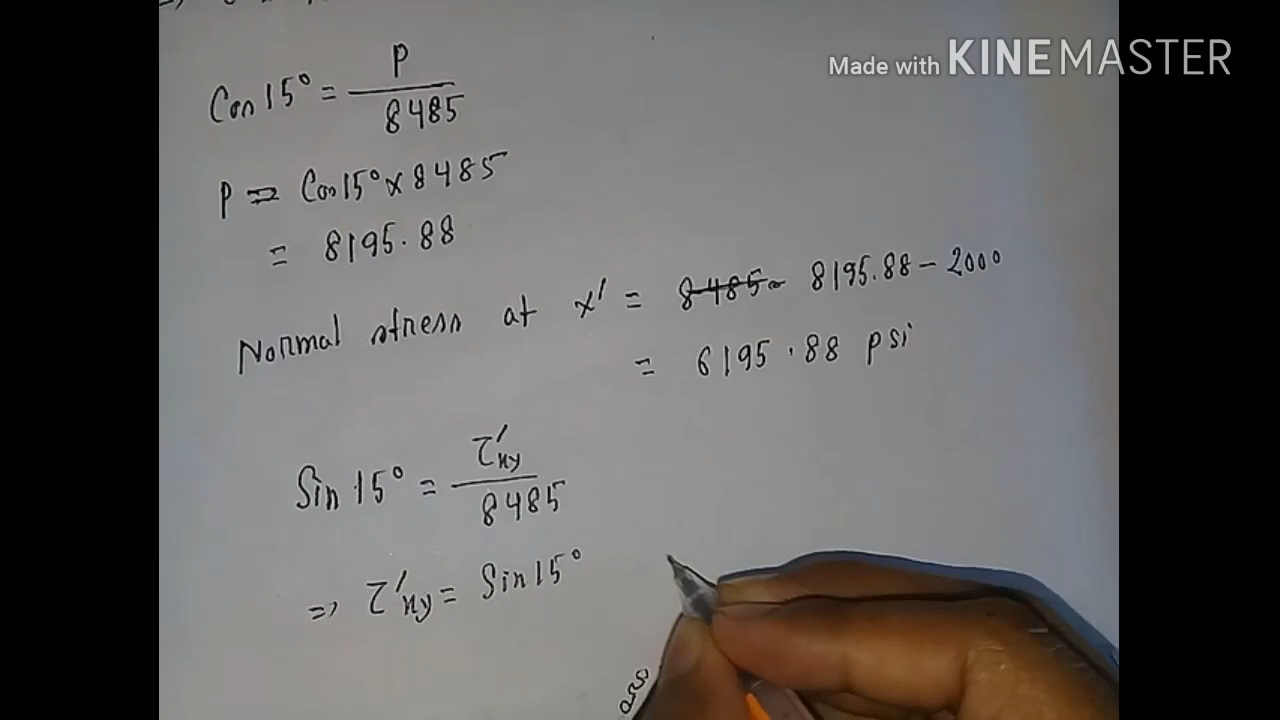 Made with KINEMASTER
Cos 15° = P / 8485
P = Cos 15° × 8485
= 8195.88
Normal stress at x' = 8485 - 8195.88 - 2000
= 6195.88 psi
Sin 15° = τ'xy / 8485
=> τ'xy = Sin 15°